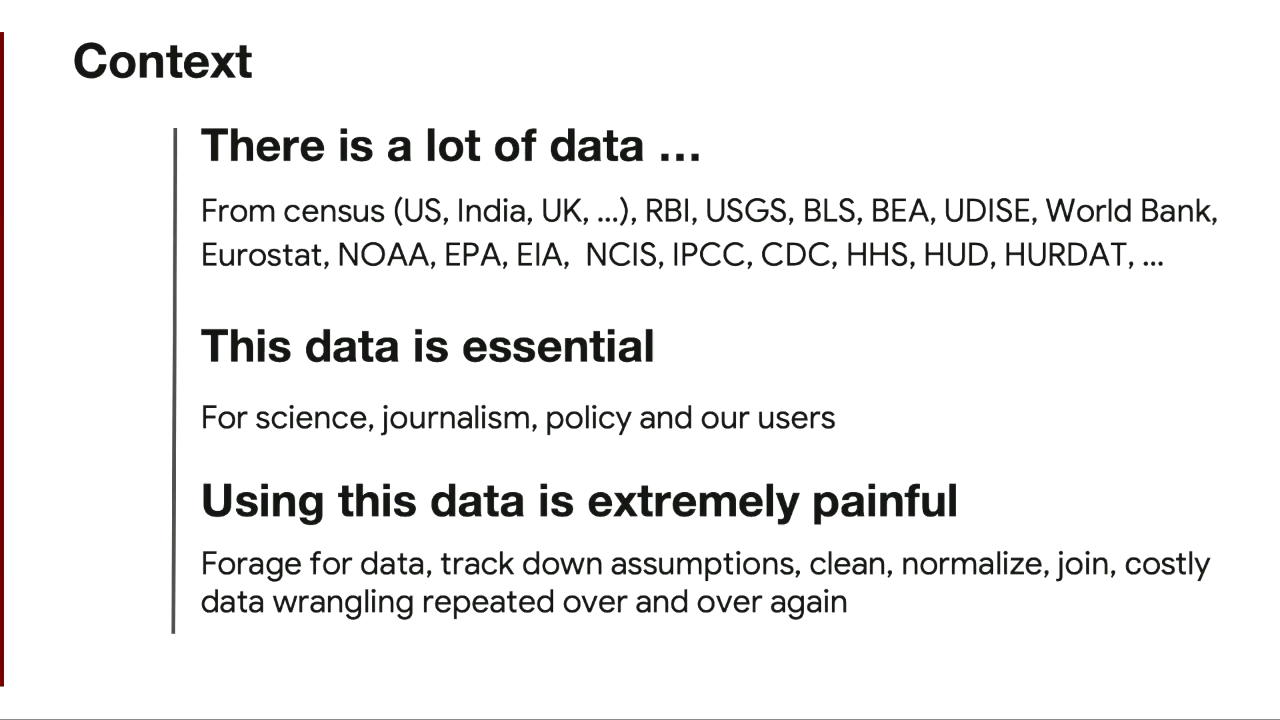 Context
There is a lot of data ...
From census (US, India, UK, ...), RBI, USGS, BLS, BEA, UDISE, World Bank,
Eurostat, NOAA, EPA, EIA,  NCIS, IPCC, CDC, HHS, HUD, HURDAT, ...
This data is essential
For science, journalism, policy and our users
Using this data is extremely painful
Forage for data, track down assumptions, clean, normalize, join, costly
data wrangling repeated over and over again